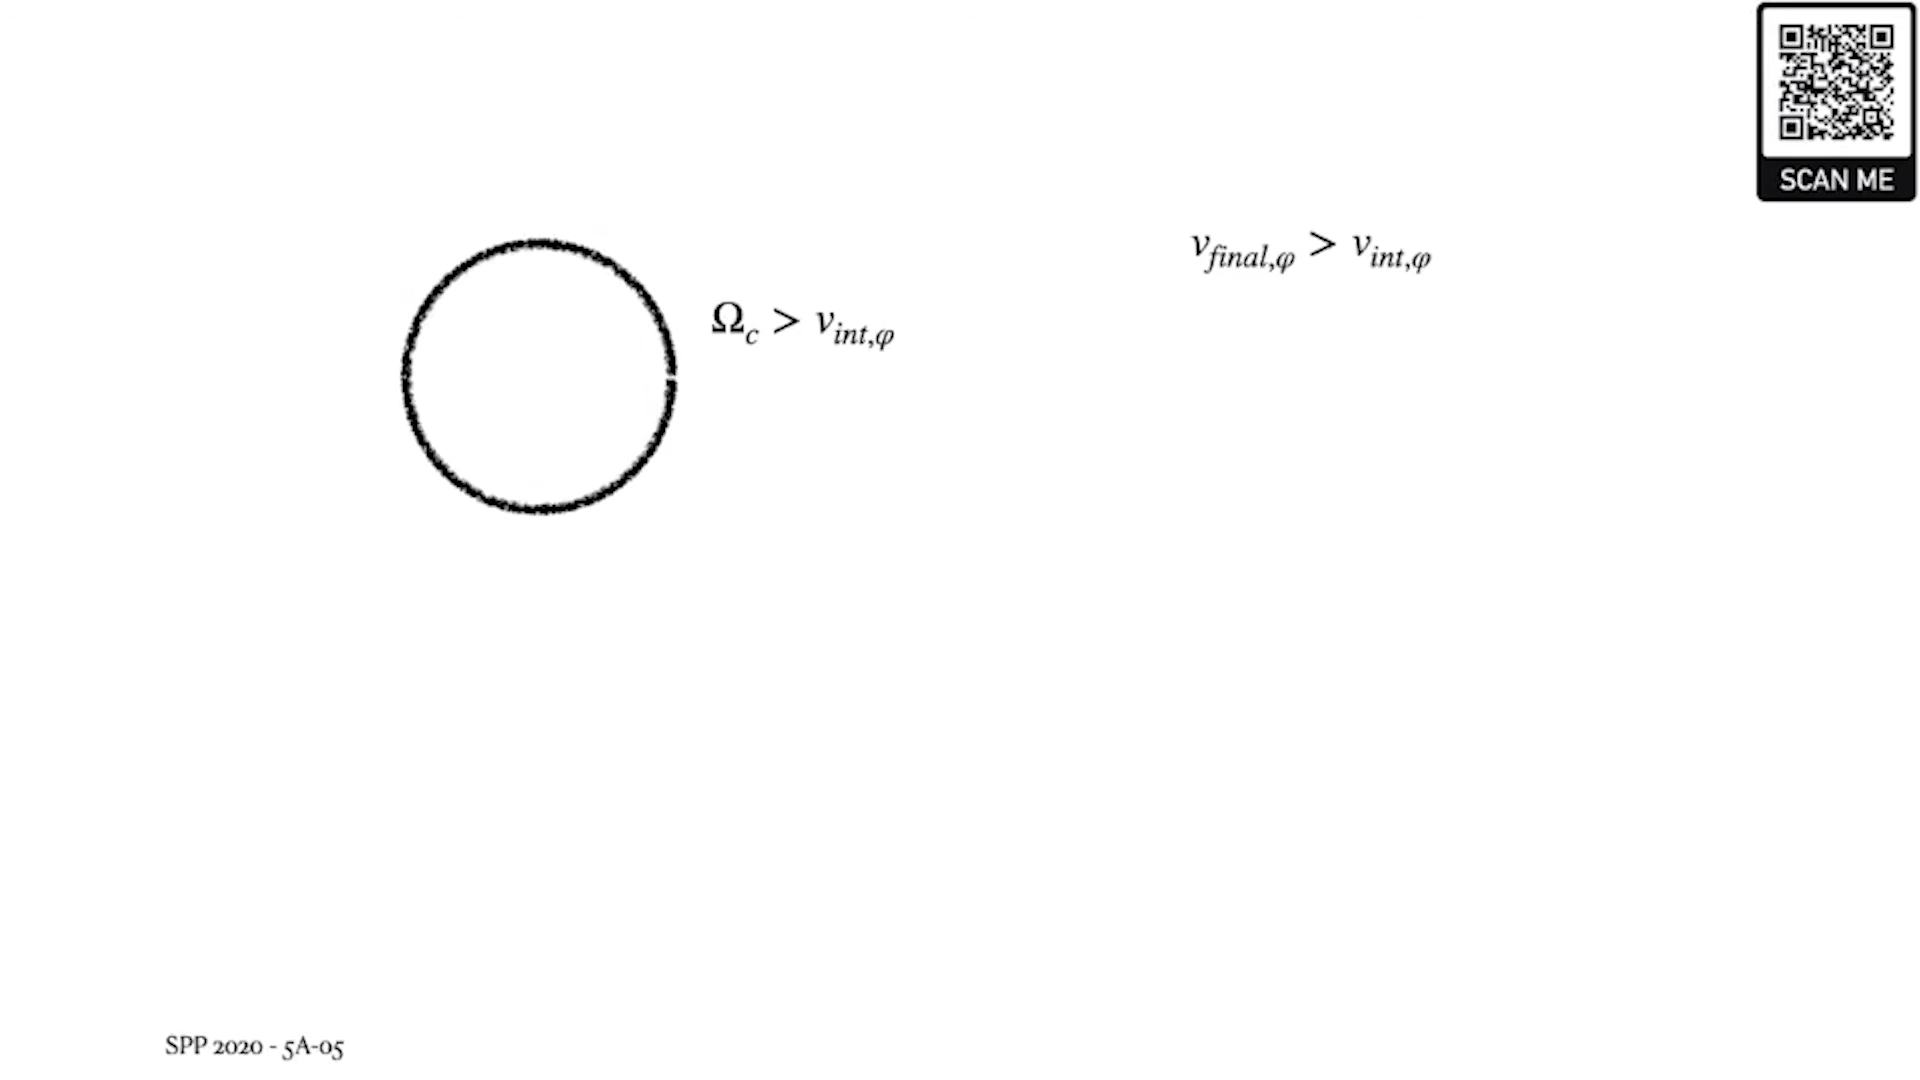 SCAN ME
v_{final,φ} > v_{int,φ}
Ω_c > v_{int,φ}
SPP 2020 - 5A-05